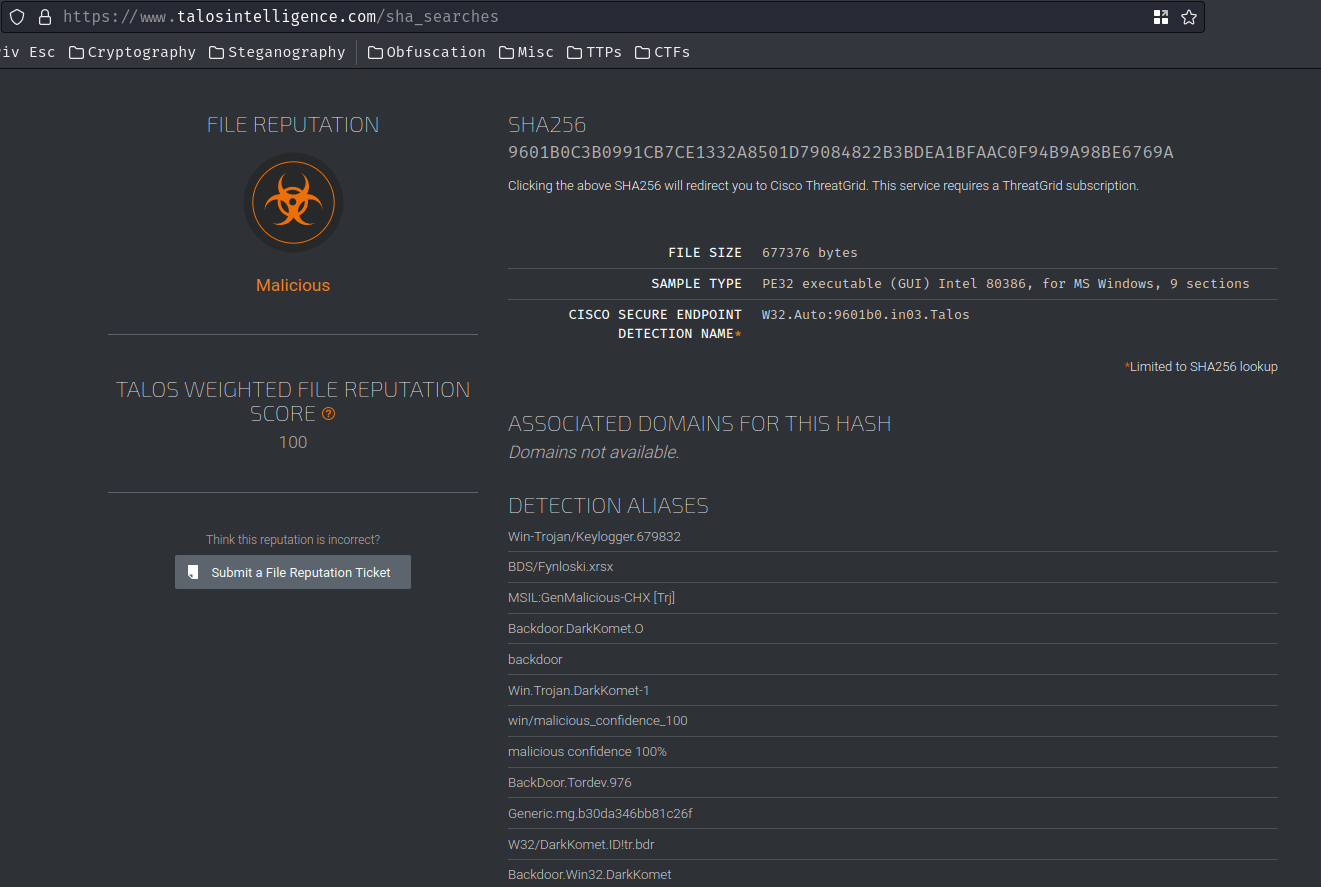 https://www.talosintelligence.com/sha_searches
iv Esc Cryptography Steganography Obfuscation Misc TTPs CTFs
FILE REPUTATION
Malicious
TALOS WEIGHTED FILE REPUTATION
SCORE ?
100
Think this reputation is incorrect?
Submit a File Reputation Ticket
SHA256
9601B0C3B0991CB7CE1332A8501D79084822B3BDEA1BFAAC0F94B9A98BE6769A
Clicking the above SHA256 will redirect you to Cisco ThreatGrid. This service requires a ThreatGrid subscription.
FILE SIZE 677376 bytes
SAMPLE TYPE PE32 executable (GUI) Intel 80386, for MS Windows, 9 sections
CISCO SECURE ENDPOINT W32.Auto:9601b0.in03.Talos
DETECTION NAME*
*Limited to SHA256 lookup
ASSOCIATED DOMAINS FOR THIS HASH
Domains not available.
DETECTION ALIASES
Win-Trojan/Keylogger.679832
BDS/Fynloski.xrsx
MSIL:GenMalicious-CHX [Trj]
Backdoor.DarkKomet.O
backdoor
Win.Trojan.DarkKomet-1
win/malicious_confidence_100
malicious confidence 100%
BackDoor.Tordev.976
Generic.mg.b30da346bb81c26f
W32/DarkKomet.ID!tr.bdr
Backdoor.Win32.DarkKomet